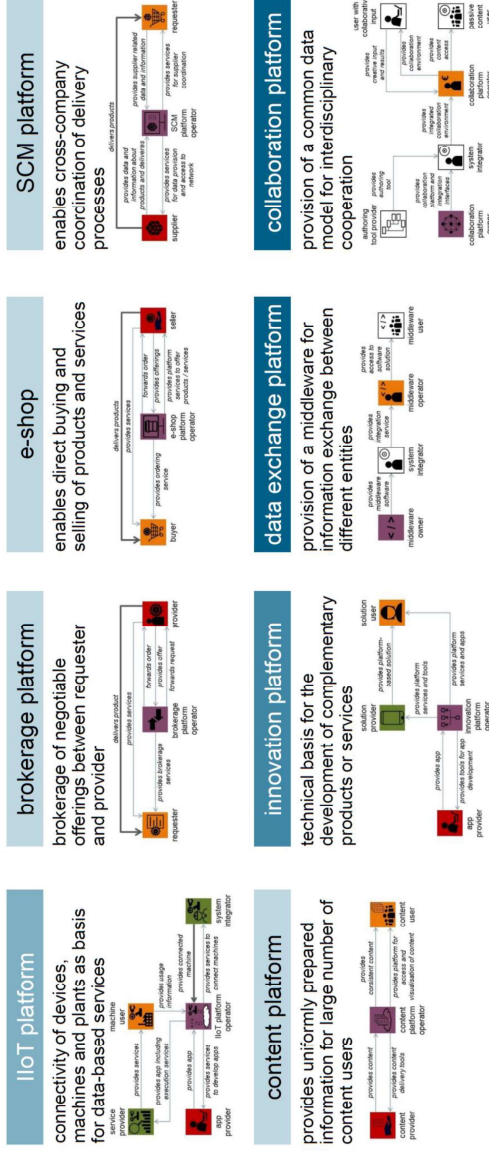 IIoT platform
connectivity of devices,
machines and plants as basis
for data-based services
service
provider
machine
user
provides services
provides usage
information
provides app including
execution services
provides connected
machine
app
provider
provides app
provides services
to develop apps
IIoT platform
operator
provides services to
connect machines
system
integrator
brokerage platform
brokerage of negotiable
offerings between requester
and provider
delivers product
provides services
requester
provides brokerage
services
brokerage
platform
operator
forwards order
provides offer
forwards request
provider
e-shop
enables direct buying and
selling of products and services
delivers products
provides services
buyer
provides ordering
service
e-shop
platform
operator
forwards order
provides offerings
provides platform
services to offer
products / services
seller
SCM platform
enables cross-company
coordination of delivery
processes
delivers products
supplier
provides data and
information about
products and deliveries
provides services
for data provision
and access to
network
SCM
platform
operator
provides supplier related
data and information
provides services
for supplier
coordination
requester
content platform
provides uniformly prepared
information for large number of
content users
content
provider
provides content
provides content
delivery tools
content
platform
operator
provides
consistent content
provides platform for
access and
visualisation of content
content
user
innovation platform
technical basis for the
development of complementary
products or services
solution
provider
provides platform-
based solution
solution
user
provides platform
services and tools
app
provider
provides app
provides tools for app
development
innovation
platform
operator
provides platform
services and apps
data exchange platform
provision of a middleware for
information exchange between
different entities
middleware
owner
provides
middleware
software
system
integrator
provides
integration
service
middleware
operator
provides
access to
software
solution
middleware
user
collaboration platform
provision of a common data
model for interdisciplinary
cooperation
authoring
tool provider
provides
authoring
tool
collaboration
platform
owner
provides
collaboration
platform and
integration
interfaces
system
integrator
provides
integrated
collaboration
environment
collaboration
platform
provides
creative input
and results
provides
collaboration
environment
provides
content
access
user with
collaborative
input
passive
content